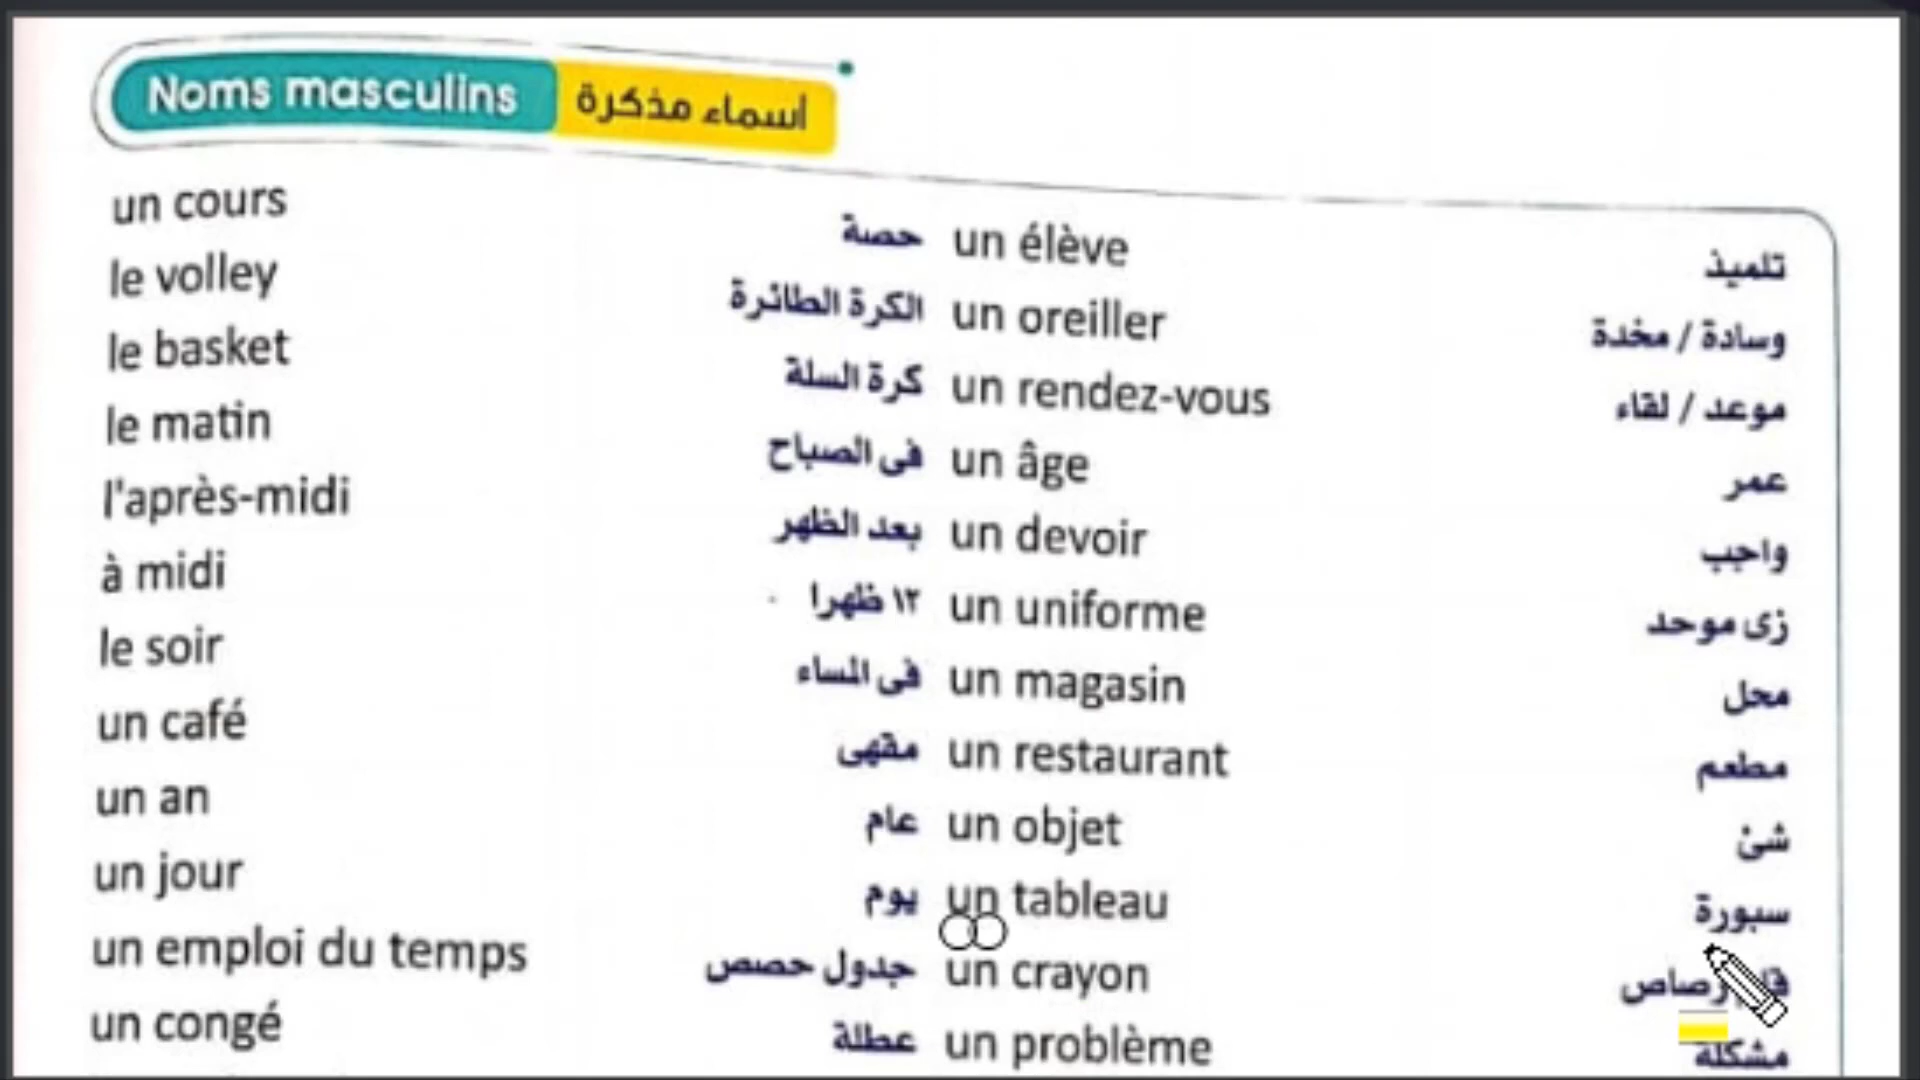 Noms masculins أسماء مذكرة
un cours حصة
le volley الكرة الطائرة
le basket كرة السلة
le matin فى الصباح
l'après-midi بعد الظهر
à midi ١٢ ظهرا
le soir فى المساء
un café مقهى
un an عام
un jour يوم
un emploi du temps جدول حصص
un congé عطلة
un élève تلميذ
un oreiller وسادة / مخدة
un rendez-vous موعد / لقاء
un âge عمر
un devoir واجب
un uniforme زى موحد
un magasin محل
un restaurant مطعم
un objet شئ
un tableau سبورة
un crayon رصاص
un problème مشكلة